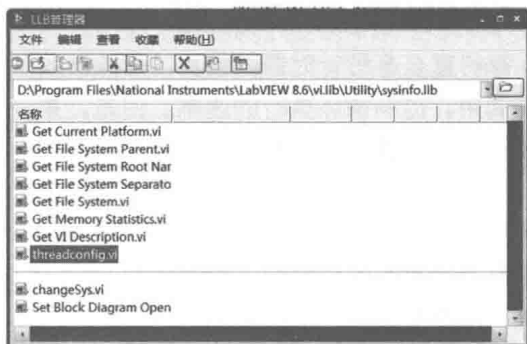 LLB管理器
文件 编辑 查看 收藏 帮助(H)
D:\Program Files\National Instruments\LabVIEW 8.6\vi.lib\Utility\sysinfo.llb
名称
Get Current Platform.vi
Get File System Parent.vi
Get File System Root Nar
Get File System Separato
Get File System.vi
Get Memory Statistics.vi
Get VI Description.vi
threadconfig.vi
changeSys.vi
Set Block Diagram Open